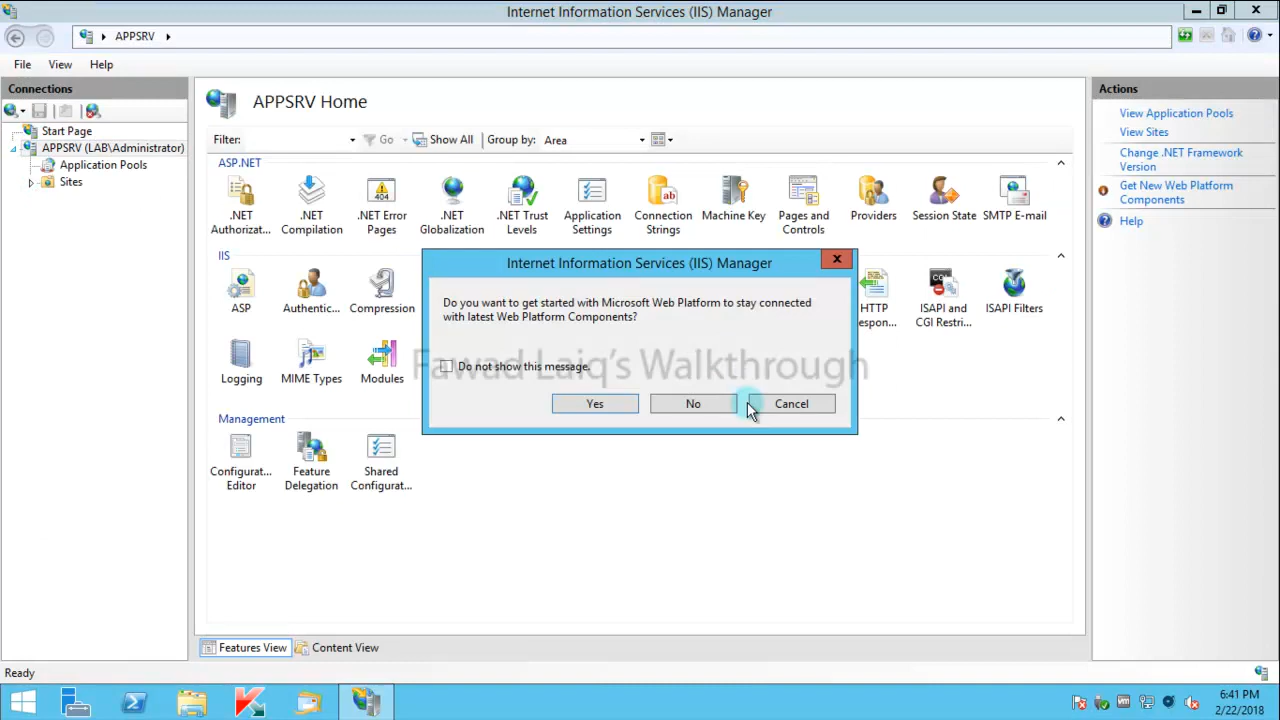 Internet Information Services (IIS) Manager
APPSRV
File View Help
Connections
Start Page
APPSRV (LAB\Administrator)
Application Pools
Sites
APPSRV Home
Filter: Go Show All Group by: Area
ASP.NET
.NET Authorizat...
.NET Compilation
.NET Error Pages
.NET Globalization
.NET Trust Levels
Application Settings
Connection Strings
Machine Key
Pages and Controls
Providers
Session State
SMTP E-mail
IIS
ASP
Authentic...
Compression
HTTP Respon...
ISAPI and CGI Restri...
ISAPI Filters
Logging
MIME Types
Modules
Management
Configurat... Editor
Feature Delegation
Shared Configurat...
Internet Information Services (IIS) Manager
Do you want to get started with Microsoft Web Platform to stay connected
with latest Web Platform Components?
Do not show this message.
Yes No Cancel
Fawad Laiq's Walkthrough
Actions
View Application Pools
View Sites
Change .NET Framework
Version
Get New Web Platform
Components
Help
Features View Content View
Ready
6:41 PM
2/22/2018